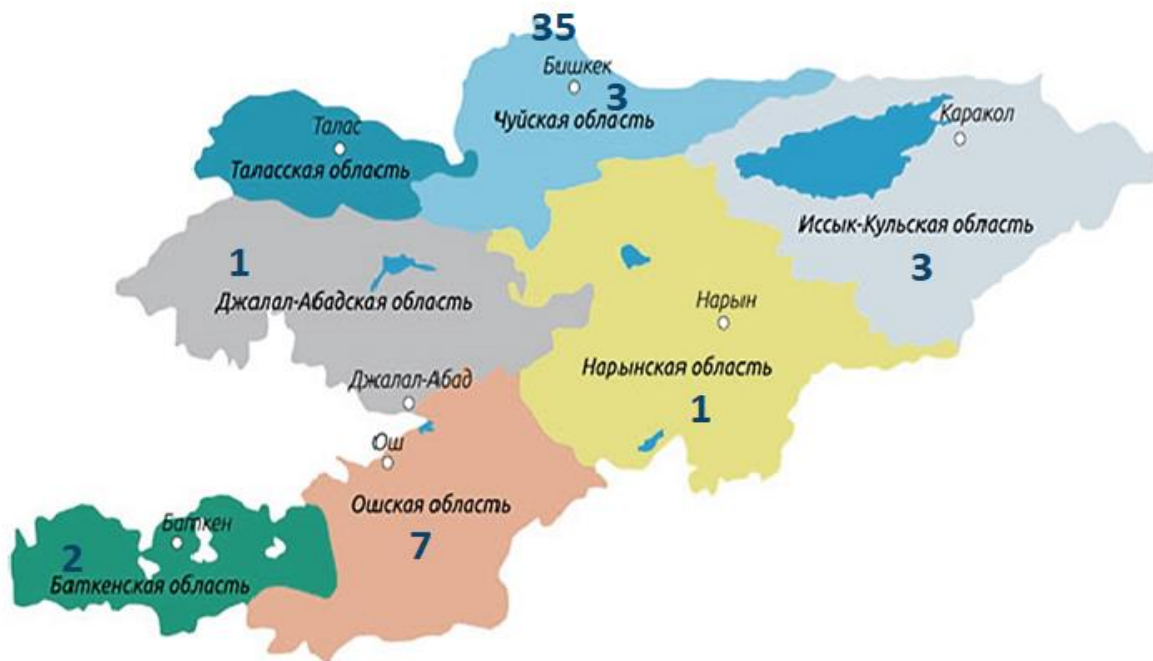 35
Бишкек
3
Чуйская область
Каракол
Талас
Таласская область
Иссык-Кульская область
3
1
Джалал-Абадская область
Нарын
Нарынская область
1
Джалал-Абад
Ош
Ошская область
7
Баткен
2
Баткенская область